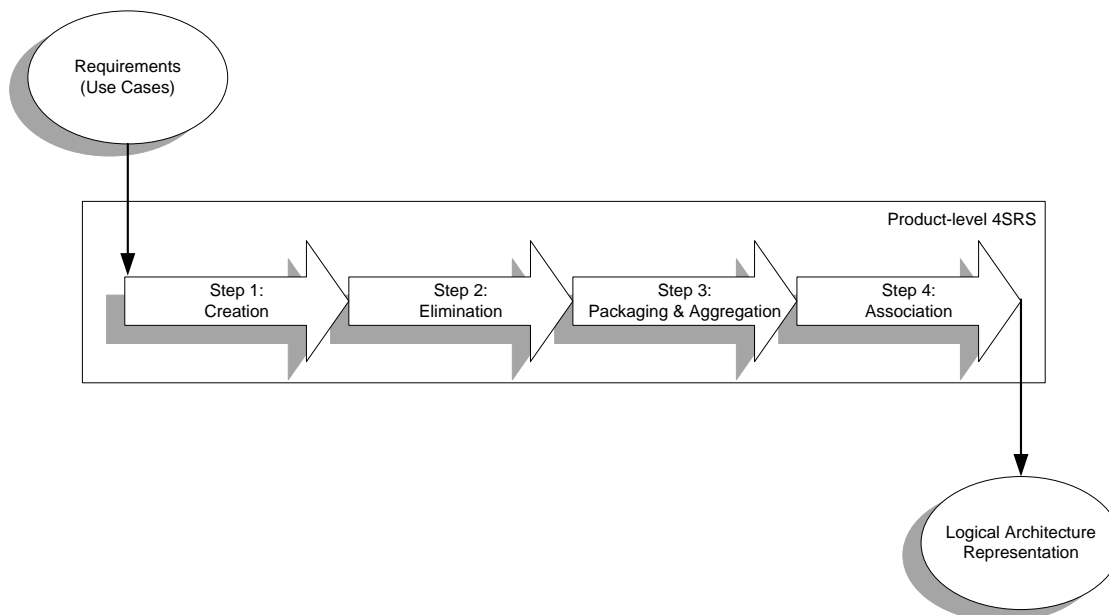 Requirements
(Use Cases)
Product-level 4SRS
Step 1:
Creation
Step 2:
Elimination
Step 3:
Packaging & Aggregation
Step 4:
Association
Logical Architecture
Representation